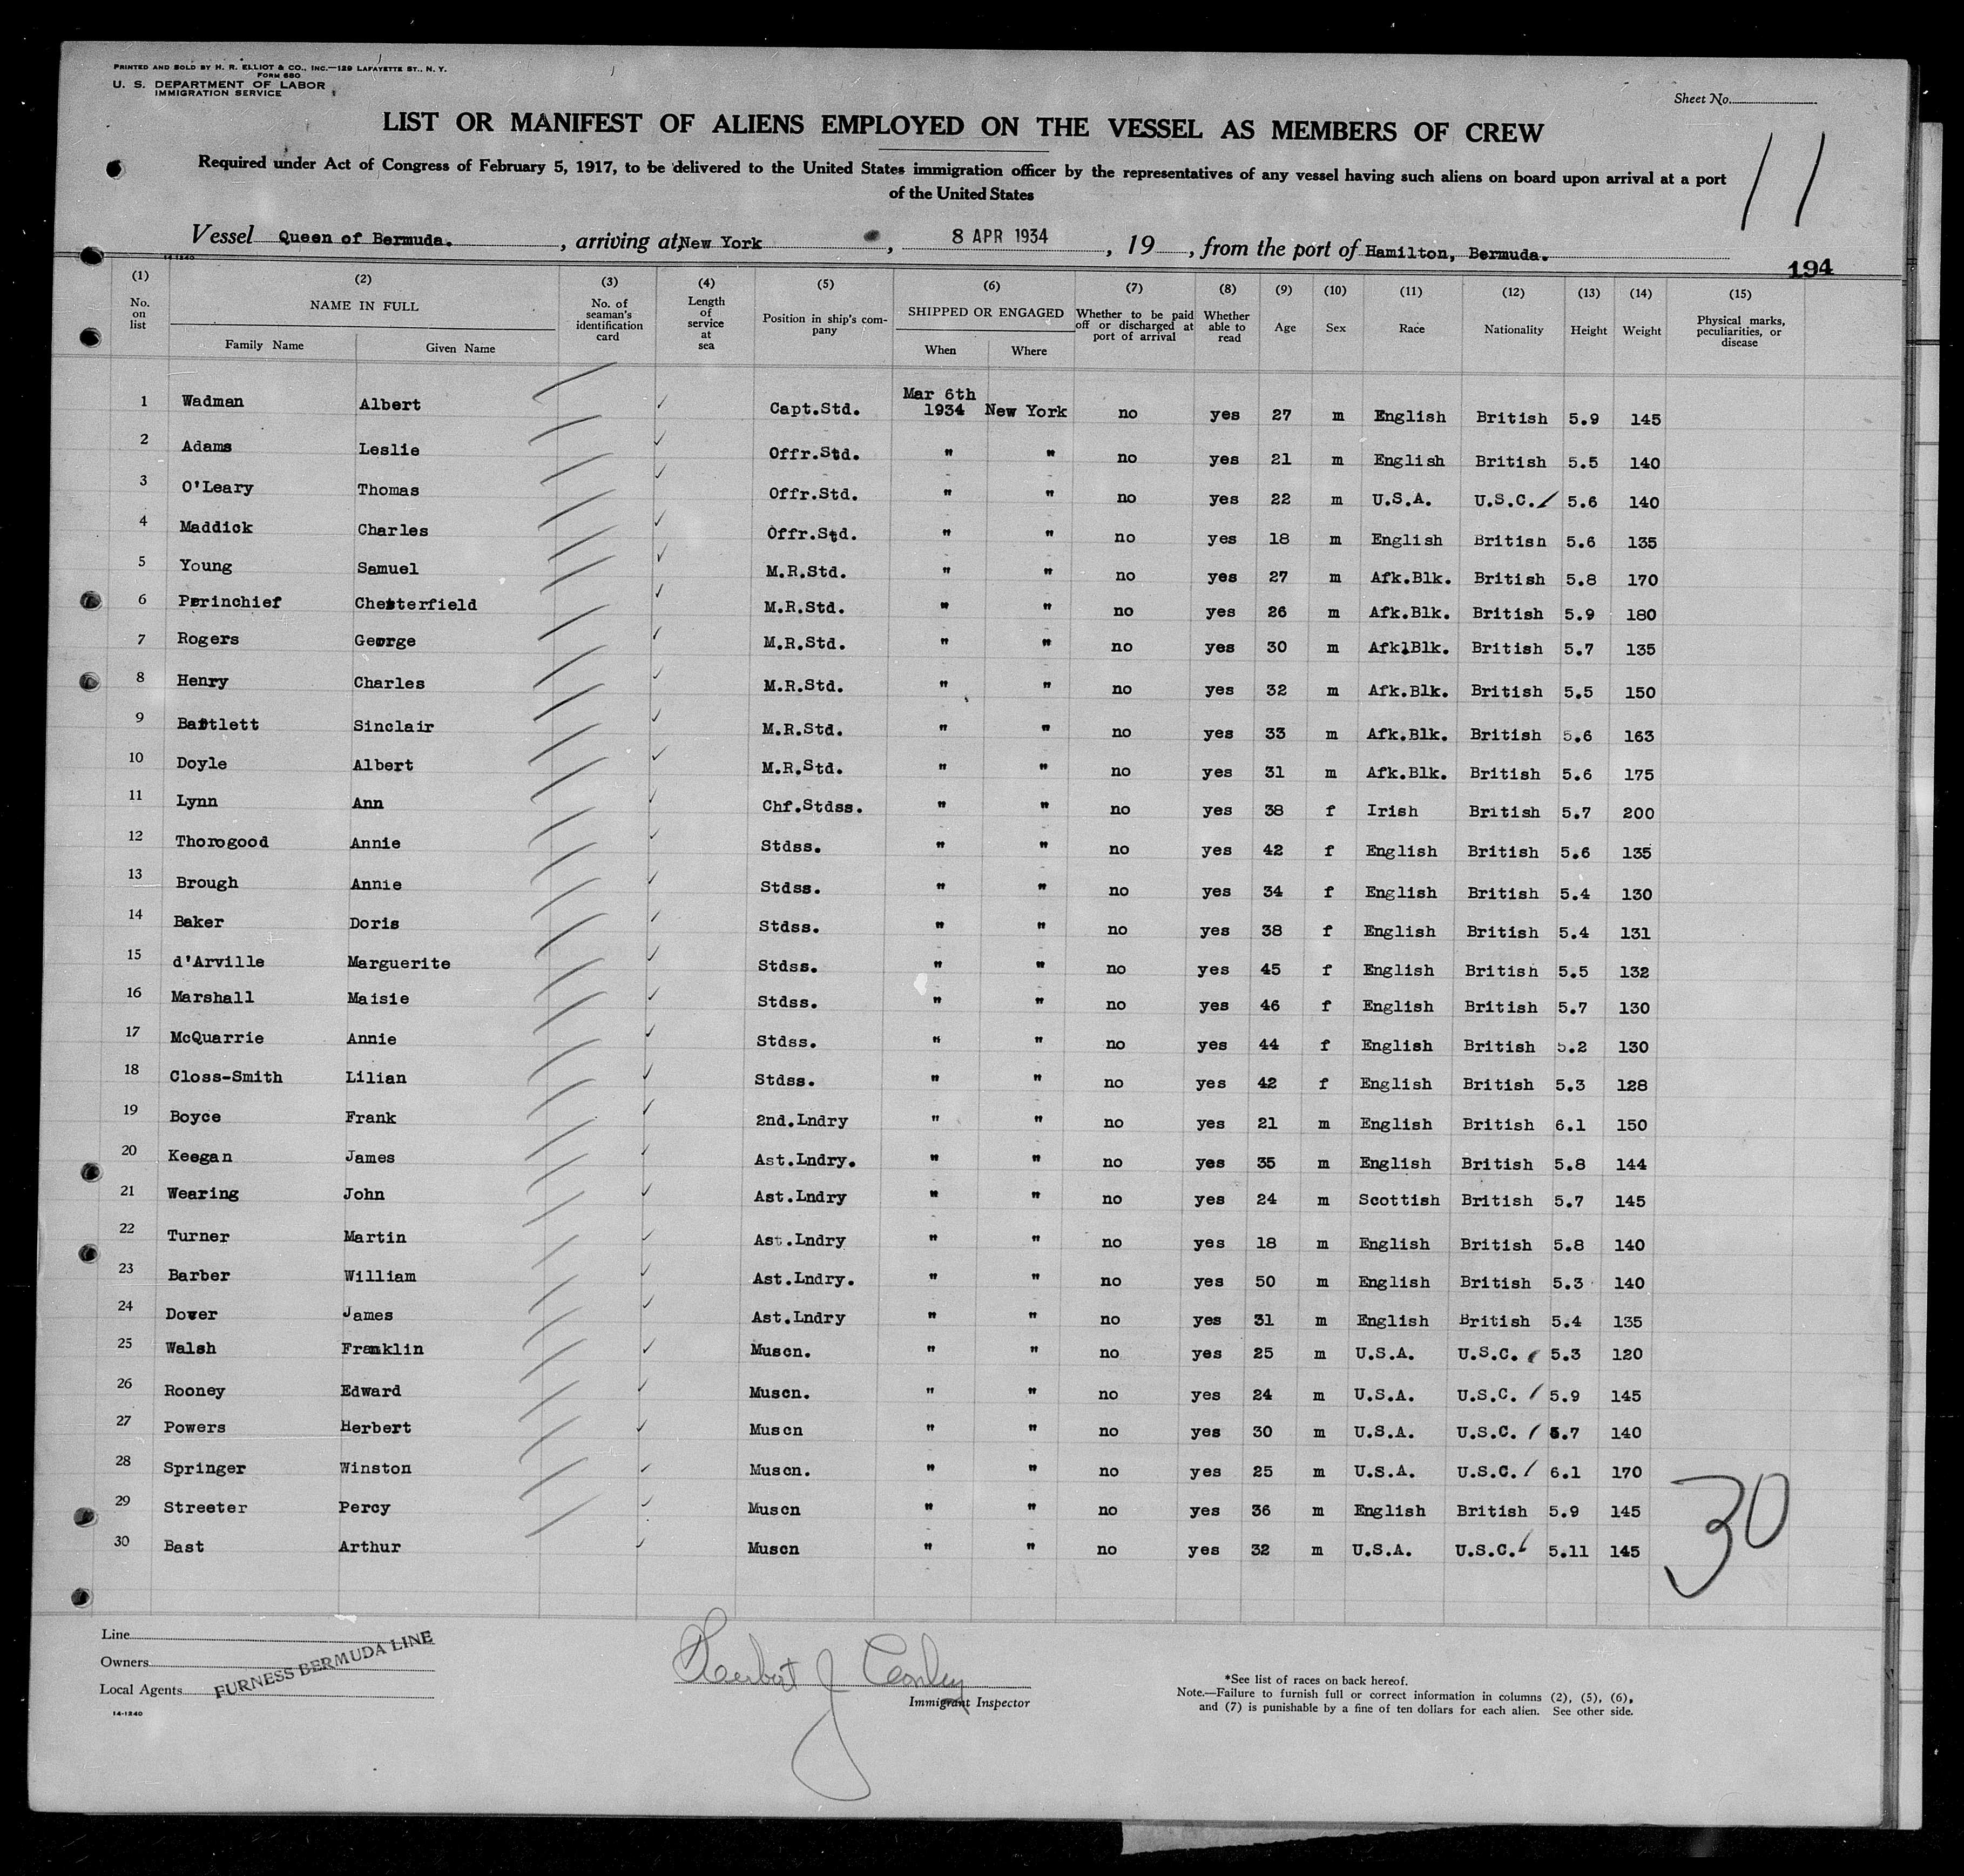 PRINTED AND SOLD BY H. R. ELLIOT & CO., INC.—129 LAFAYETTE ST., N. Y.
FORM 680
U. S. DEPARTMENT OF LABOR
IMMIGRATION SERVICE
Sheet No.
LIST OR MANIFEST OF ALIENS EMPLOYED ON THE VESSEL AS MEMBERS OF CREW
Required under Act of Congress of February 5, 1917, to be delivered to the United States immigration officer by the representatives of any vessel having such aliens on board upon arrival at a port
of the United States
11
Vessel Queen of Bermuda. , arriving at New York , 8 APR 1934 , 19 , from the port of Hamilton, Bermuda.
14-1240
194
(1) (2) (3) (4) (5) (6) (7) (8) (9) (10) (11) (12) (13) (14) (15)
No. on list NAME IN FULL Family Name Given Name No. of seaman's identification card Length of service at sea Position in ship's company SHIPPED OR ENGAGED When Where Whether to be paid off or discharged at port of arrival Whether able to read Age Sex Race Nationality Height Weight Physical marks, peculiarities, or disease
1 Wadman Albert Capt.Std. Mar 6th 1934 New York no yes 27 m English British 5.9 145
2 Adams Leslie Offr.Std. " " no yes 21 m English British 5.5 140
3 O'Leary Thomas Offr.Std. " " no yes 22 m U.S.A. U.S.C. 5.6 140
4 Maddick Charles Offr.Std. " " no yes 18 m English British 5.6 135
5 Young Samuel M.R.Std. " " no yes 27 m Afk.Blk. British 5.8 170
6 Perinchief Chesterfield M.R.Std. " " no yes 26 m Afk.Blk. British 5.9 180
7 Rogers George M.R.Std. " " no yes 30 m Afk.Blk. British 5.7 135
8 Henry Charles M.R.Std. " " no yes 32 m Afk.Blk. British 5.5 150
9 Bartlett Sinclair M.R.Std. " " no yes 33 m Afk.Blk. British 5.6 163
10 Doyle Albert M.R.Std. " " no yes 31 m Afk.Blk. British 5.6 175
11 Lynn Ann Chf.Stdss. " " no yes 38 f Irish British 5.7 200
12 Thorogood Annie Stdss. " " no yes 42 f English British 5.6 135
13 Brough Annie Stdss. " " no yes 34 f English British 5.4 130
14 Baker Doris Stdss. " " no yes 38 f English British 5.4 131
15 d'Arville Marguerite Stdss. " " no yes 45 f English British 5.5 132
16 Marshall Maisie Stdss. " " no yes 46 f English British 5.7 130
17 McQuarrie Annie Stdss. " " no yes 44 f English British 5.2 130
18 Closs-Smith Lilian Stdss. " " no yes 42 f English British 5.3 128
19 Boyce Frank 2nd.Lndry " " no yes 21 m English British 6.1 150
20 Keegan James Ast.Lndry. " " no yes 35 m English British 5.8 144
21 Wearing John Ast.Lndry " " no yes 24 m Scottish British 5.7 145
22 Turner Martin Ast.Lndry " " no yes 18 m English British 5.8 140
23 Barber William Ast.Lndry. " " no yes 50 m English British 5.3 140
24 Dover James Ast.Lndry " " no yes 31 m English British 5.4 135
25 Walsh Franklin Muscn. " " no yes 25 m U.S.A. U.S.C. 5.3 120
26 Rooney Edward Muscn. " " no yes 24 m U.S.A. U.S.C. 5.9 145
27 Powers Herbert Muscn " " no yes 30 m U.S.A. U.S.C. 5.7 140
28 Springer Winston Muscn. " " no yes 25 m U.S.A. U.S.C. 6.1 170
29 Streeter Percy Muscn " " no yes 36 m English British 5.9 145
30 Bast Arthur Muscn " " no yes 32 m U.S.A. U.S.C. 5.11 145
30
Line
Owners
Local Agents
FURNESS BERMUDA LINE
14-1240
Herbert J Conley
Immigrant Inspector
*See list of races on back hereof.
Note.—Failure to furnish full or correct information in columns (2), (5), (6),
and (7) is punishable by a fine of ten dollars for each alien. See other side.